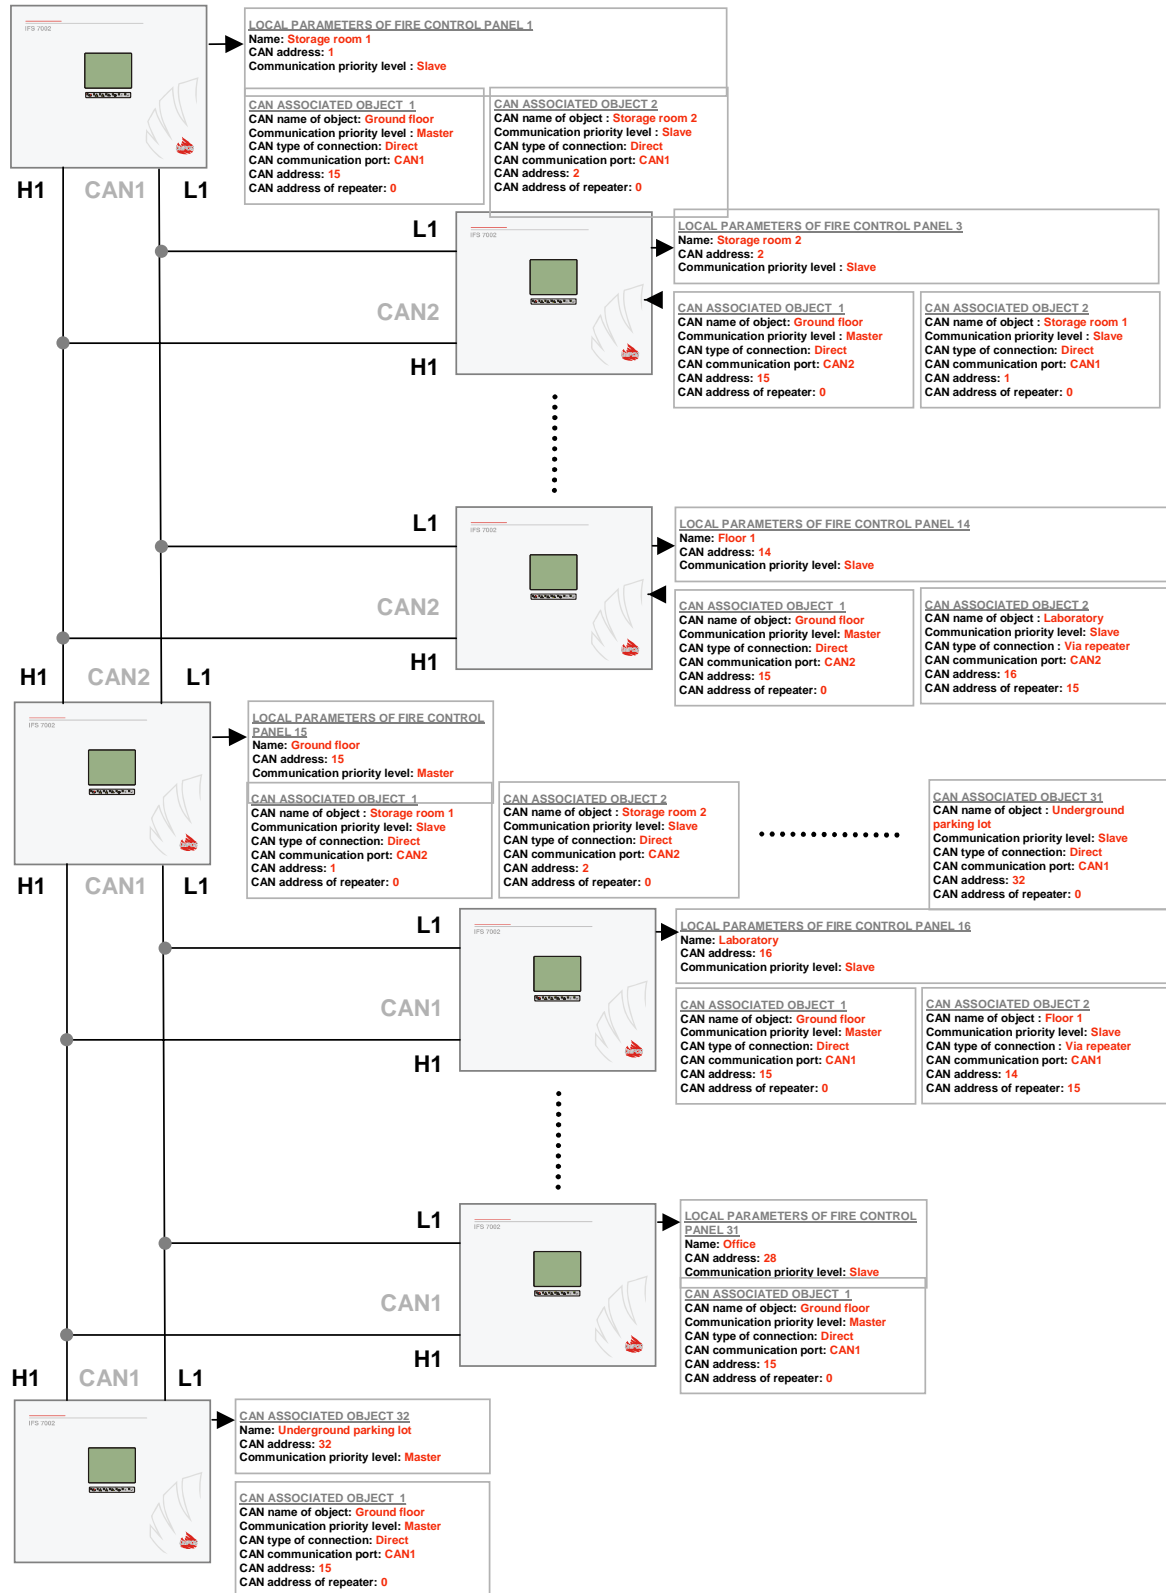 IFS 7002
LOCAL PARAMETERS OF FIRE CONTROL PANEL 1
Name: Storage room 1
CAN address: 1
Communication priority level : Slave
CAN ASSOCIATED OBJECT 1
CAN name of object: Ground floor
Communication priority level : Master
CAN type of connection: Direct
CAN communication port: CAN1
CAN address: 15
CAN address of repeater: 0
CAN ASSOCIATED OBJECT 2
CAN name of object : Storage room 2
Communication priority level : Slave
CAN type of connection: Direct
CAN communication port: CAN1
CAN address: 2
CAN address of repeater: 0
H1 CAN1 L1
L1
CAN2
H1
IFS 7002
LOCAL PARAMETERS OF FIRE CONTROL PANEL 3
Name: Storage room 2
CAN address: 2
Communication priority level : Slave
CAN ASSOCIATED OBJECT 1
CAN name of object: Ground floor
Communication priority level : Master
CAN type of connection: Direct
CAN communication port: CAN2
CAN address: 15
CAN address of repeater: 0
CAN ASSOCIATED OBJECT 2
CAN name of object : Storage room 1
Communication priority level : Slave
CAN type of connection: Direct
CAN communication port: CAN1
CAN address: 1
CAN address of repeater: 0
L1
CAN2
H1
IFS 7002
LOCAL PARAMETERS OF FIRE CONTROL PANEL 14
Name: Floor 1
CAN address: 14
Communication priority level: Slave
CAN ASSOCIATED OBJECT 1
CAN name of object: Ground floor
Communication priority level: Master
CAN type of connection: Direct
CAN communication port: CAN2
CAN address: 15
CAN address of repeater: 0
CAN ASSOCIATED OBJECT 2
CAN name of object : Laboratory
Communication priority level: Slave
CAN type of connection : Via repeater
CAN communication port: CAN2
CAN address: 16
CAN address of repeater: 15
H1 CAN2 L1
IFS 7002
LOCAL PARAMETERS OF FIRE CONTROL
PANEL 15
Name: Ground floor
CAN address: 15
Communication priority level: Master
CAN ASSOCIATED OBJECT 1
CAN name of object : Storage room 1
Communication priority level: Slave
CAN type of connection: Direct
CAN communication port: CAN2
CAN address: 1
CAN address of repeater: 0
CAN ASSOCIATED OBJECT 2
CAN name of object : Storage room 2
Communication priority level: Slave
CAN type of connection: Direct
CAN communication port: CAN2
CAN address: 2
CAN address of repeater: 0
CAN ASSOCIATED OBJECT 31
CAN name of object : Underground
parking lot
Communication priority level: Slave
CAN type of connection: Direct
CAN communication port: CAN1
CAN address: 32
CAN address of repeater: 0
H1 CAN1 L1
L1
CAN1
H1
IFS 7002
LOCAL PARAMETERS OF FIRE CONTROL PANEL 16
Name: Laboratory
CAN address: 16
Communication priority level: Slave
CAN ASSOCIATED OBJECT 1
CAN name of object: Ground floor
Communication priority level: Master
CAN type of connection: Direct
CAN communication port: CAN1
CAN address: 15
CAN address of repeater: 0
CAN ASSOCIATED OBJECT 2
CAN name of object : Floor 1
Communication priority level: Slave
CAN type of connection : Via repeater
CAN communication port: CAN1
CAN address: 14
CAN address of repeater: 15
L1
CAN1
H1
IFS 7002
LOCAL PARAMETERS OF FIRE CONTROL
PANEL 31
Name: Office
CAN address: 28
Communication priority level: Slave
CAN ASSOCIATED OBJECT 1
CAN name of object: Ground floor
Communication priority level: Master
CAN type of connection: Direct
CAN communication port: CAN1
CAN address: 15
CAN address of repeater: 0
H1 CAN1 L1
IFS 7002
CAN ASSOCIATED OBJECT 32
Name: Underground parking lot
CAN address: 32
Communication priority level: Master
CAN ASSOCIATED OBJECT 1
CAN name of object: Ground floor
Communication priority level: Master
CAN type of connection: Direct
CAN communication port: CAN1
CAN address: 15
CAN address of repeater: 0